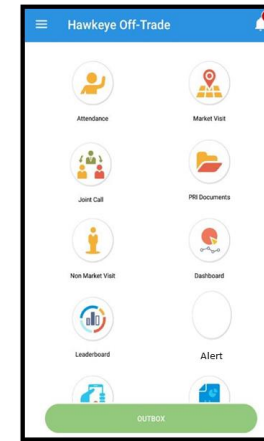 Hawkeye Off-Trade
Attendance
Market Visit
Joint Call
PRI Documents
Non Market Visit
Dashboard
Leaderboard
Alert
OUTBOX